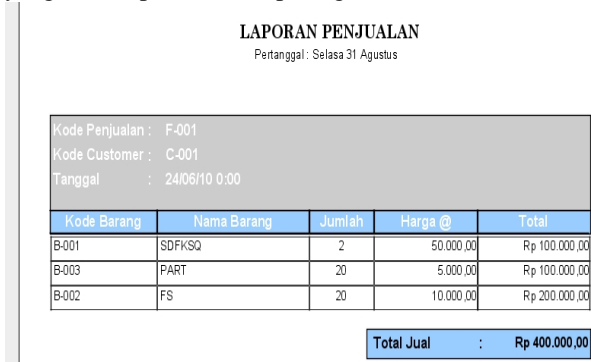 LAPORAN PENJUALAN
Pertanggal : Selasa 31 Agustus
Kode Penjualan : F-001
Kode Customer : C-001
Tanggal : 24/06/10 0:00
Kode Barang Nama Barang Jumlah Harga @ Total
B-001 SDFKSQ 2 50.000,00 Rp 100.000,00
B-003 PART 20 5.000,00 Rp 100.000,00
B-002 FS 20 10.000,00 Rp 200.000,00
Total Jual : Rp 400.000,00